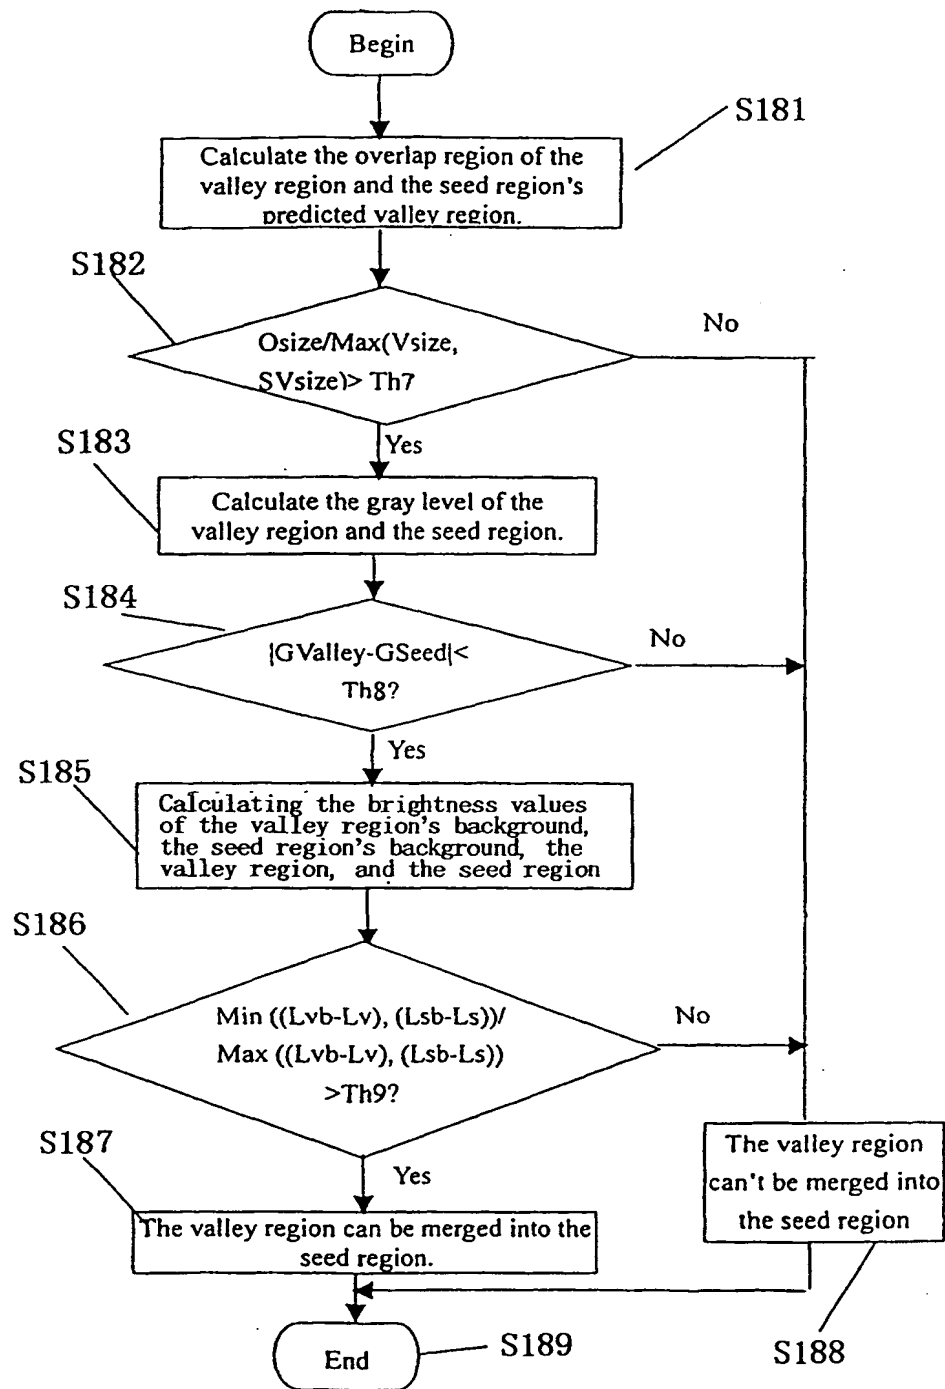 Begin
S181
Calculate the overlap region of the
valley region and the seed region's
predicted valley region.
S182
Osize/Max(Vsize,
SVsize)> Th7
No
Yes
S183
Calculate the gray level of the
valley region and the seed region.
S184
|GValley-GSeed|<
Th8?
No
Yes
S185
Calculating the brightness values
of the valley region's background,
the seed region's background, the
valley region, and the seed region
S186
Min ((Lvb-Lv), (Lsb-Ls))/
Max ((Lvb-Lv), (Lsb-Ls))
>Th9?
No
Yes
S187
The valley region can be merged into the
seed region.
The valley region
can't be merged into
the seed region
S188
End
S189